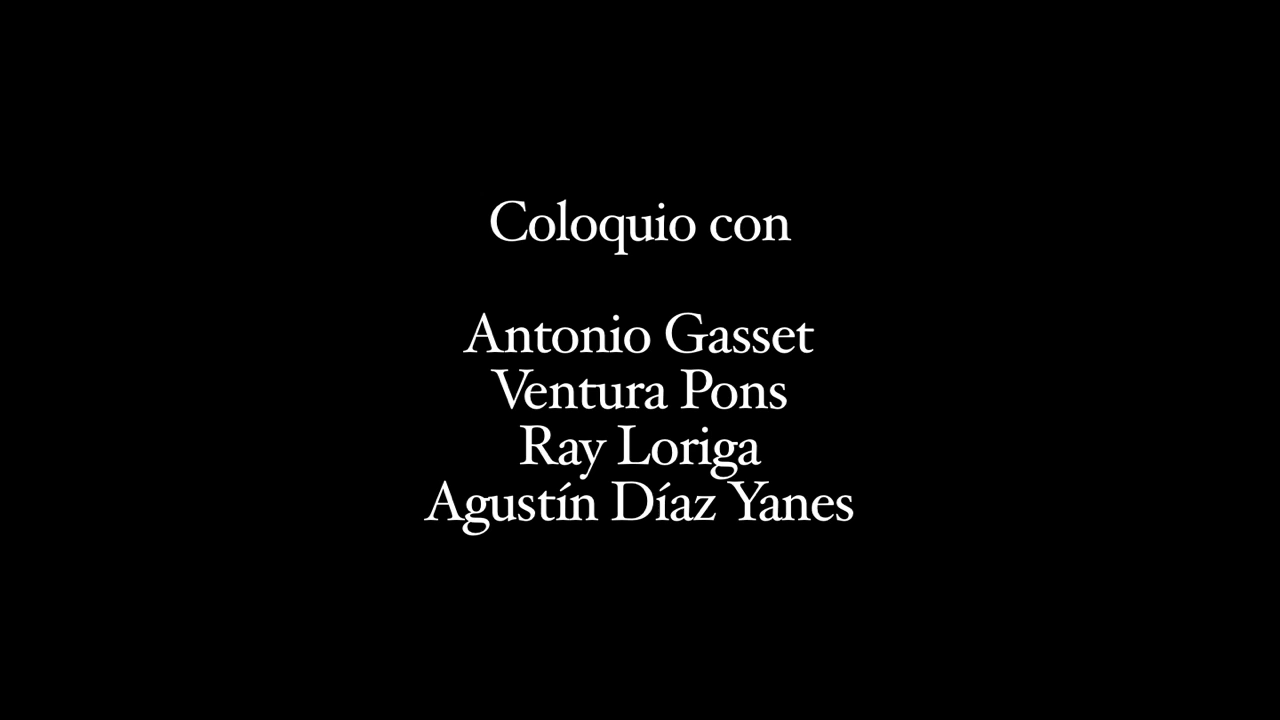 Coloquio con
Antonio Gasset
Ventura Pons
Ray Loriga
Agustín Díaz Yanes